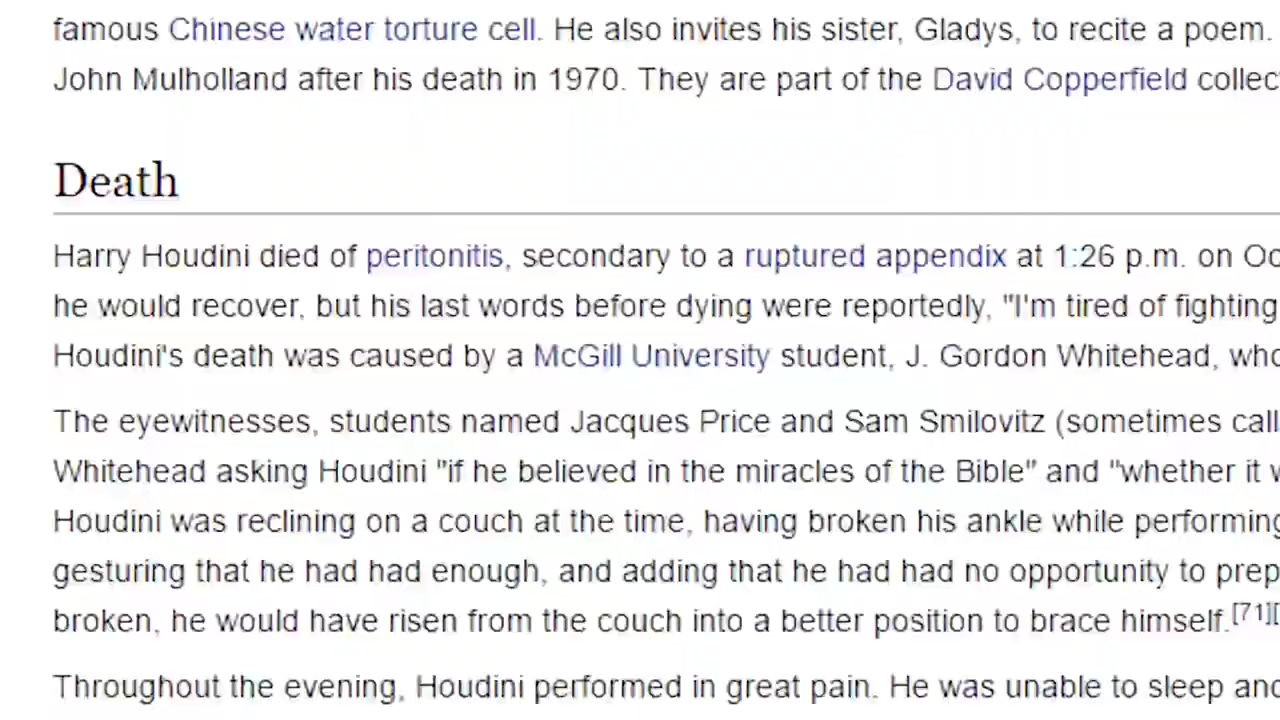 famous Chinese water torture cell. He also invites his sister, Gladys, to recite a poem.
John Mulholland after his death in 1970. They are part of the David Copperfield collec
Death
Harry Houdini died of peritonitis, secondary to a ruptured appendix at 1:26 p.m. on Oc
he would recover, but his last words before dying were reportedly, "I'm tired of fighting
Houdini's death was caused by a McGill University student, J. Gordon Whitehead, who
The eyewitnesses, students named Jacques Price and Sam Smilovitz (sometimes call
Whitehead asking Houdini "if he believed in the miracles of the Bible" and "whether it w
Houdini was reclining on a couch at the time, having broken his ankle while performing
gesturing that he had had enough, and adding that he had had no opportunity to prep
broken, he would have risen from the couch into a better position to brace himself.[71][
Throughout the evening, Houdini performed in great pain. He was unable to sleep and